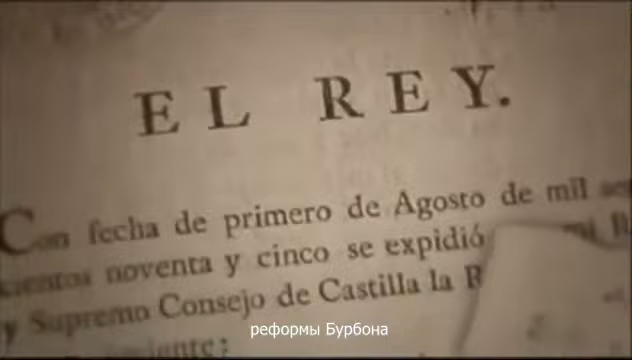 EL REY.
Con fecha de primero de Agosto de mil
cientos noventa y cinco se expidió
y Supremo Consejo de Castilla la R
реформы Бурбона